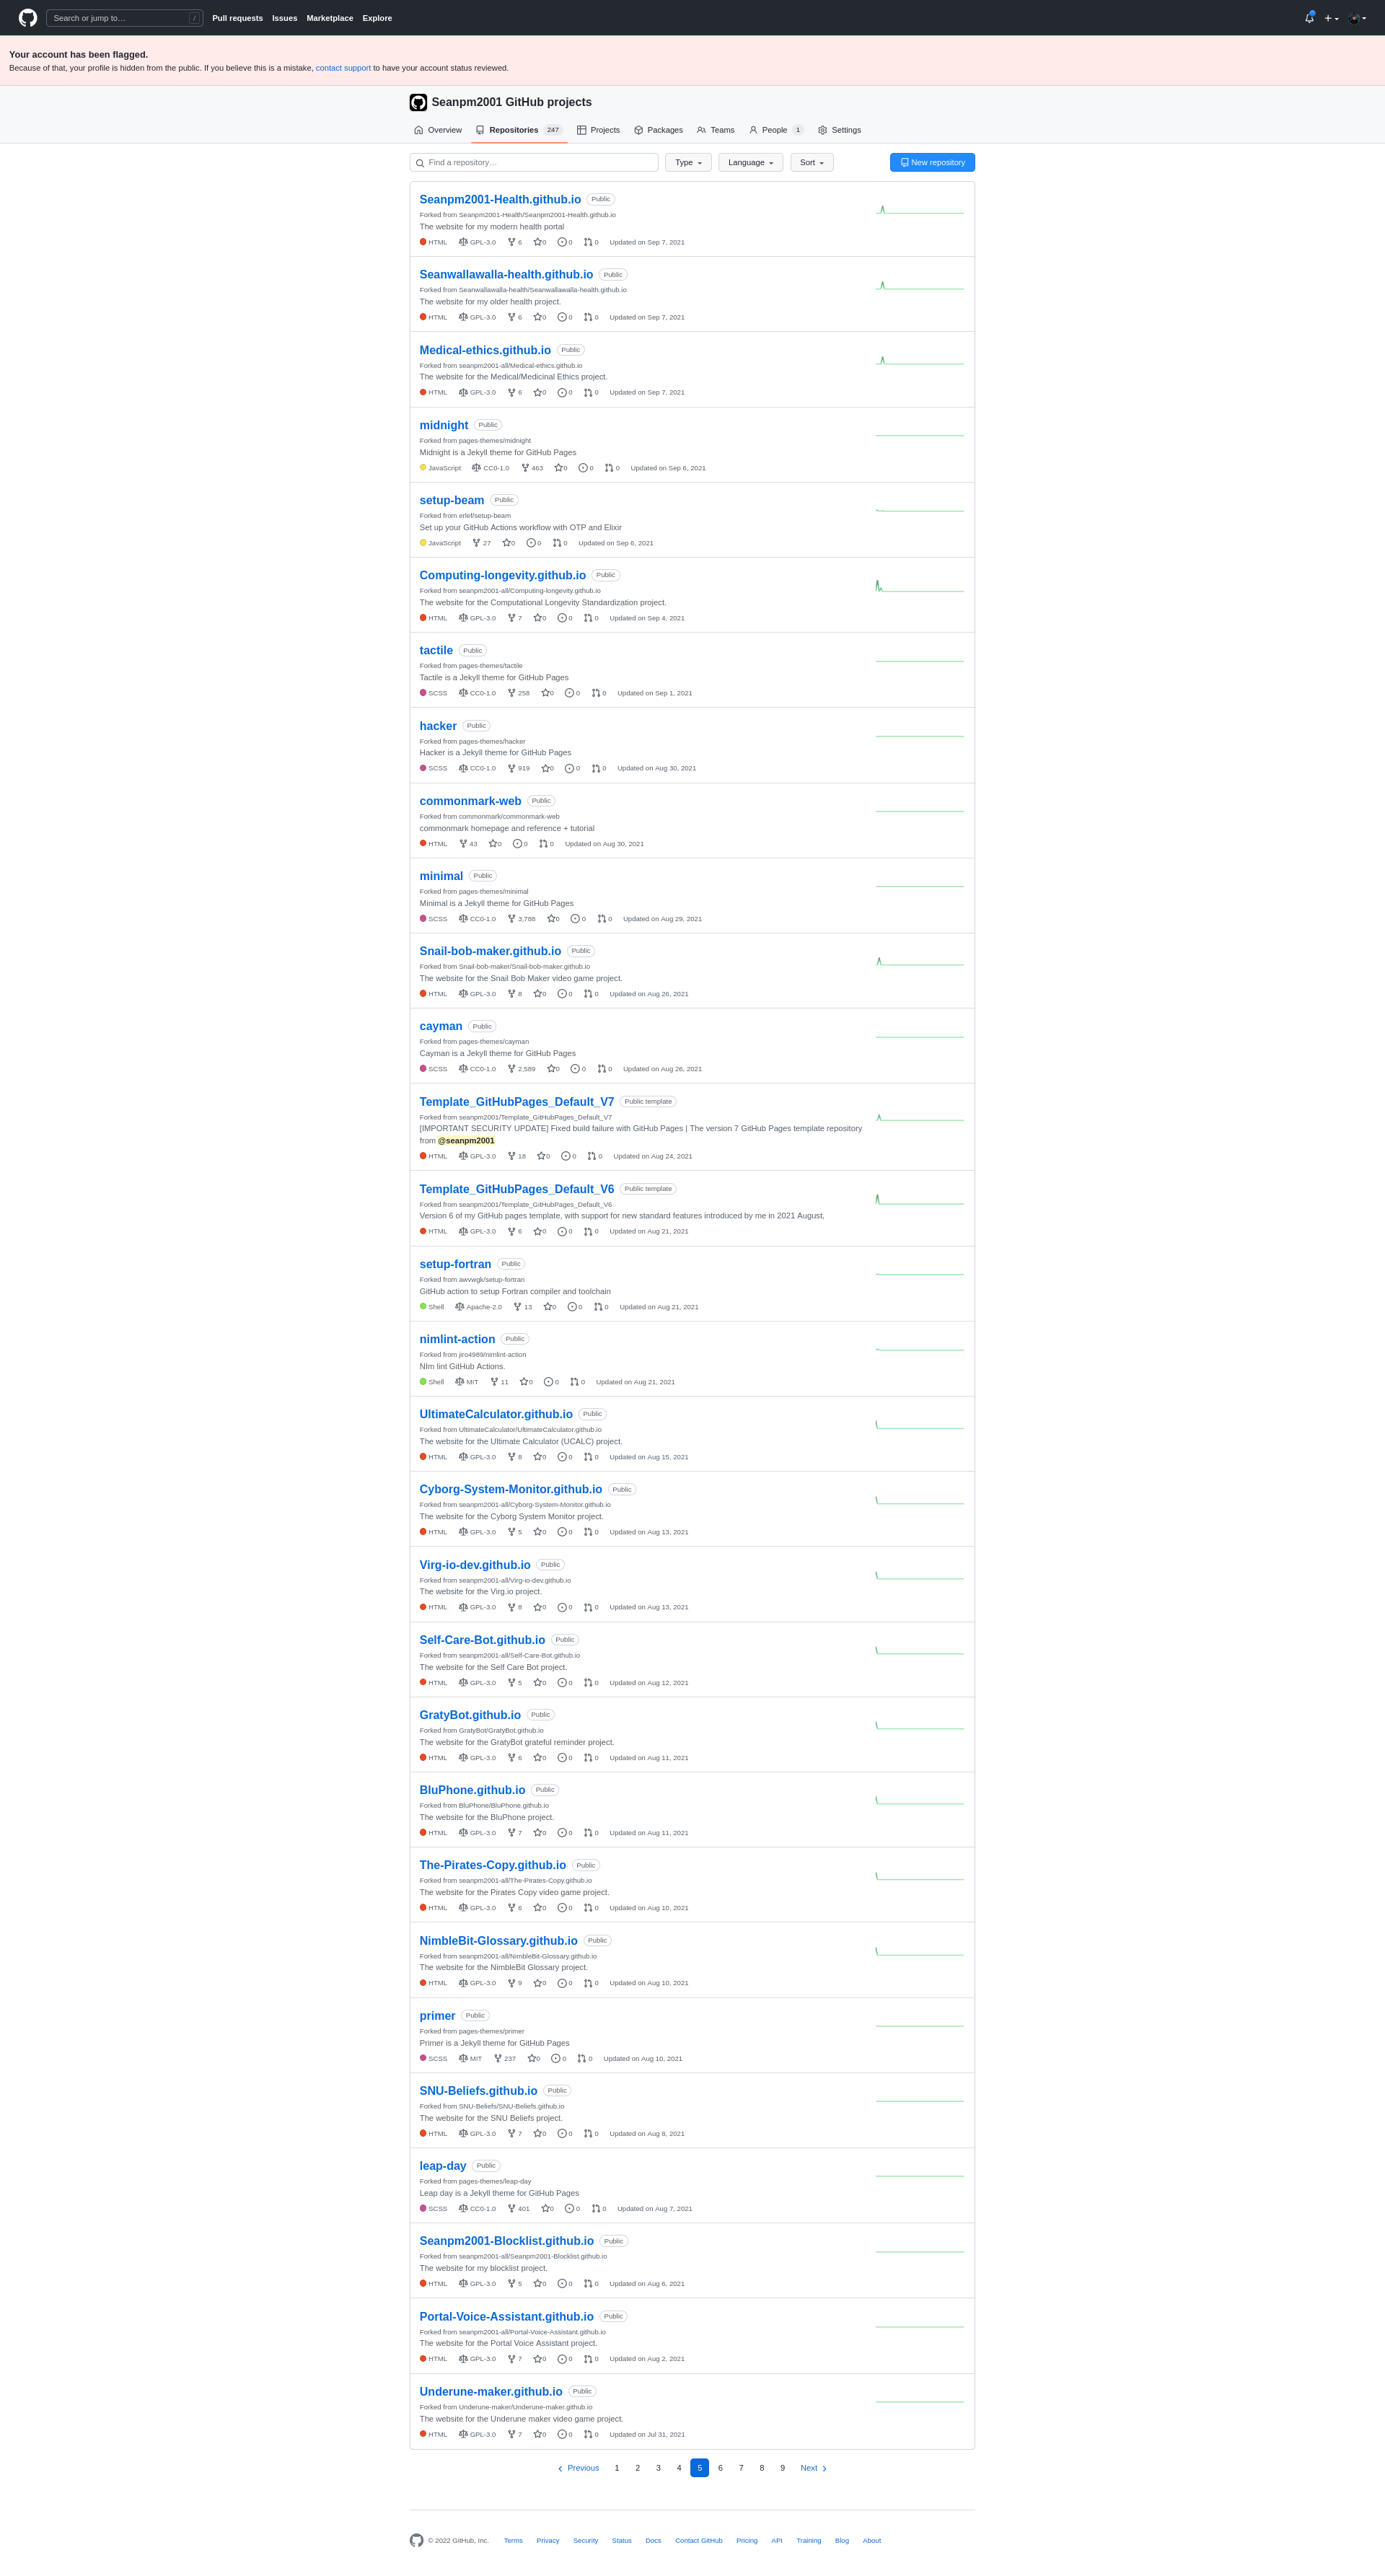 Search or jump to… /
Pull requests Issues Marketplace Explore
Your account has been flagged.
Because of that, your profile is hidden from the public. If you believe this is a mistake, contact support to have your account status reviewed.
Seanpm2001 GitHub projects
Overview Repositories 247 Projects Packages Teams People 1 Settings
Find a repository… Type Language Sort New repository
Seanpm2001-Health.github.io Public
Forked from Seanpm2001-Health/Seanpm2001-Health.github.io
The website for my modern health portal
HTML GPL-3.0 6 0 0 0 Updated on Sep 7, 2021
Seanwallawalla-health.github.io Public
Forked from Seanwallawalla-health/Seanwallawalla-health.github.io
The website for my older health project.
HTML GPL-3.0 6 0 0 0 Updated on Sep 7, 2021
Medical-ethics.github.io Public
Forked from seanpm2001-all/Medical-ethics.github.io
The website for the Medical/Medicinal Ethics project.
HTML GPL-3.0 6 0 0 0 Updated on Sep 7, 2021
midnight Public
Forked from pages-themes/midnight
Midnight is a Jekyll theme for GitHub Pages
JavaScript CC0-1.0 463 0 0 0 Updated on Sep 6, 2021
setup-beam Public
Forked from erlef/setup-beam
Set up your GitHub Actions workflow with OTP and Elixir
JavaScript 27 0 0 0 Updated on Sep 6, 2021
Computing-longevity.github.io Public
Forked from seanpm2001-all/Computing-longevity.github.io
The website for the Computational Longevity Standardization project.
HTML GPL-3.0 7 0 0 0 Updated on Sep 4, 2021
tactile Public
Forked from pages-themes/tactile
Tactile is a Jekyll theme for GitHub Pages
SCSS CC0-1.0 258 0 0 0 Updated on Sep 1, 2021
hacker Public
Forked from pages-themes/hacker
Hacker is a Jekyll theme for GitHub Pages
SCSS CC0-1.0 919 0 0 0 Updated on Aug 30, 2021
commonmark-web Public
Forked from commonmark/commonmark-web
commonmark homepage and reference + tutorial
HTML 43 0 0 0 Updated on Aug 30, 2021
minimal Public
Forked from pages-themes/minimal
Minimal is a Jekyll theme for GitHub Pages
SCSS CC0-1.0 3,788 0 0 0 Updated on Aug 29, 2021
Snail-bob-maker.github.io Public
Forked from Snail-bob-maker/Snail-bob-maker.github.io
The website for the Snail Bob Maker video game project.
HTML GPL-3.0 8 0 0 0 Updated on Aug 26, 2021
cayman Public
Forked from pages-themes/cayman
Cayman is a Jekyll theme for GitHub Pages
SCSS CC0-1.0 2,589 0 0 0 Updated on Aug 26, 2021
Template_GitHubPages_Default_V7 Public template
Forked from seanpm2001/Template_GitHubPages_Default_V7
[IMPORTANT SECURITY UPDATE] Fixed build failure with GitHub Pages | The version 7 GitHub Pages template repository
from @seanpm2001
HTML GPL-3.0 18 0 0 0 Updated on Aug 24, 2021
Template_GitHubPages_Default_V6 Public template
Forked from seanpm2001/Template_GitHubPages_Default_V6
Version 6 of my GitHub pages template, with support for new standard features introduced by me in 2021 August,
HTML GPL-3.0 6 0 0 0 Updated on Aug 21, 2021
setup-fortran Public
Forked from awvwgk/setup-fortran
GitHub action to setup Fortran compiler and toolchain
Shell Apache-2.0 13 0 0 0 Updated on Aug 21, 2021
nimlint-action Public
Forked from jiro4989/nimlint-action
NIm lint GitHub Actions.
Shell MIT 11 0 0 0 Updated on Aug 21, 2021
UltimateCalculator.github.io Public
Forked from UltimateCalculator/UltimateCalculator.github.io
The website for the Ultimate Calculator (UCALC) project.
HTML GPL-3.0 8 0 0 0 Updated on Aug 15, 2021
Cyborg-System-Monitor.github.io Public
Forked from seanpm2001-all/Cyborg-System-Monitor.github.io
The website for the Cyborg System Monitor project.
HTML GPL-3.0 5 0 0 0 Updated on Aug 13, 2021
Virg-io-dev.github.io Public
Forked from seanpm2001-all/Virg-io-dev.github.io
The website for the Virg.io project.
HTML GPL-3.0 8 0 0 0 Updated on Aug 13, 2021
Self-Care-Bot.github.io Public
Forked from seanpm2001-all/Self-Care-Bot.github.io
The website for the Self Care Bot project.
HTML GPL-3.0 5 0 0 0 Updated on Aug 12, 2021
GratyBot.github.io Public
Forked from GratyBot/GratyBot.github.io
The website for the GratyBot grateful reminder project.
HTML GPL-3.0 6 0 0 0 Updated on Aug 11, 2021
BluPhone.github.io Public
Forked from BluPhone/BluPhone.github.io
The website for the BluPhone project.
HTML GPL-3.0 7 0 0 0 Updated on Aug 11, 2021
The-Pirates-Copy.github.io Public
Forked from seanpm2001-all/The-Pirates-Copy.github.io
The website for the Pirates Copy video game project.
HTML GPL-3.0 6 0 0 0 Updated on Aug 10, 2021
NimbleBit-Glossary.github.io Public
Forked from seanpm2001-all/NimbleBit-Glossary.github.io
The website for the NimbleBit Glossary project.
HTML GPL-3.0 9 0 0 0 Updated on Aug 10, 2021
primer Public
Forked from pages-themes/primer
Primer is a Jekyll theme for GitHub Pages
SCSS MIT 237 0 0 0 Updated on Aug 10, 2021
SNU-Beliefs.github.io Public
Forked from SNU-Beliefs/SNU-Beliefs.github.io
The website for the SNU Beliefs project.
HTML GPL-3.0 7 0 0 0 Updated on Aug 8, 2021
leap-day Public
Forked from pages-themes/leap-day
Leap day is a Jekyll theme for GitHub Pages
SCSS CC0-1.0 401 0 0 0 Updated on Aug 7, 2021
Seanpm2001-Blocklist.github.io Public
Forked from seanpm2001-all/Seanpm2001-Blocklist.github.io
The website for my blocklist project.
HTML GPL-3.0 5 0 0 0 Updated on Aug 6, 2021
Portal-Voice-Assistant.github.io Public
Forked from seanpm2001-all/Portal-Voice-Assistant.github.io
The website for the Portal Voice Assistant project.
HTML GPL-3.0 7 0 0 0 Updated on Aug 2, 2021
Underune-maker.github.io Public
Forked from Underune-maker/Underune-maker.github.io
The website for the Underune maker video game project.
HTML GPL-3.0 7 0 0 0 Updated on Jul 31, 2021
Previous 1 2 3 4 5 6 7 8 9 Next
© 2022 GitHub, Inc. Terms Privacy Security Status Docs Contact GitHub Pricing API Training Blog About